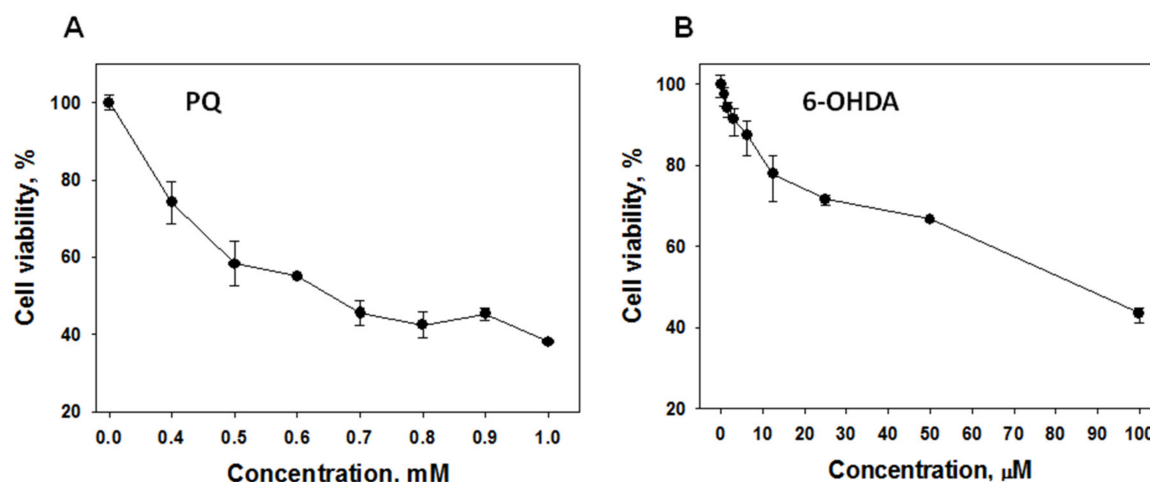 A
PQ
Cell viability, %
100
80
60
40
20
0.0 0.4 0.5 0.6 0.7 0.8 0.9 1.0
Concentration, mM
B
6-OHDA
Cell viability, %
100
80
60
40
20
0 10 20 30 40 50 60 70 80 90 100
Concentration, µM